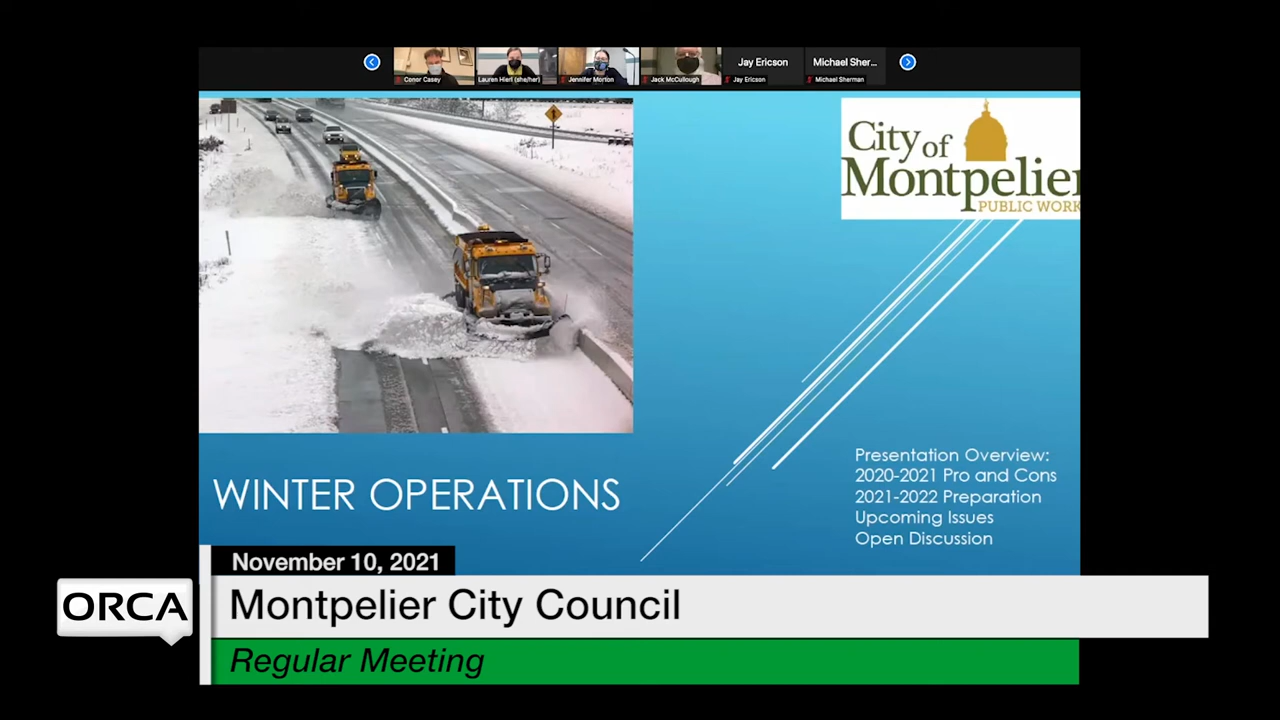 Jay Ericson
Michael Sher...
Conor Casey
Lauren Hierl (she/her)
Jennifer Morton
Jack McCullough
Jay Ericson
Michael Sherman
City of
Montpelier
PUBLIC WORK
WINTER OPERATIONS
Presentation Overview:
2020-2021 Pro and Cons
2021-2022 Preparation
Upcoming Issues
Open Discussion
November 10, 2021
ORCA
Montpelier City Council
Regular Meeting